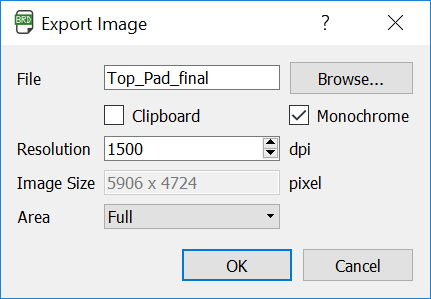 BRD Export Image ?
File Top_Pad_final Browse...
Clipboard Monochrome
Resolution 1500 dpi
Image Size 5906 x 4724 pixel
Area Full
OK Cancel